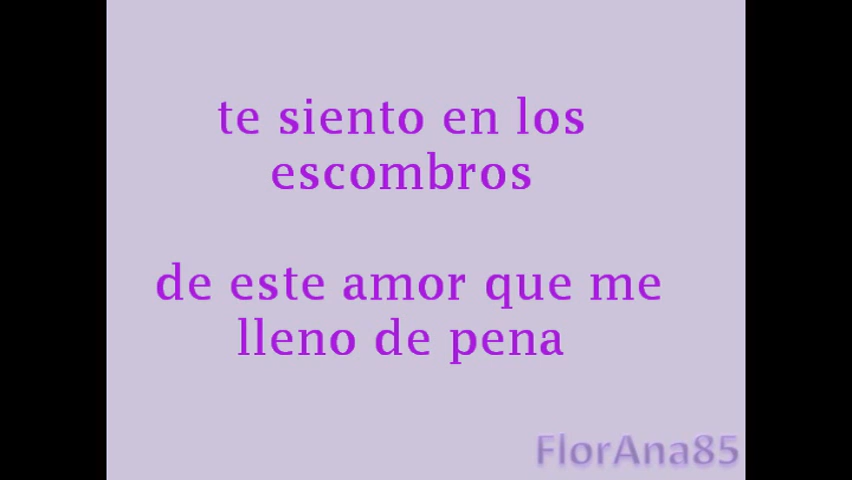 te siento en los
escombros
de este amor que me
lleno de pena
FlorAna85